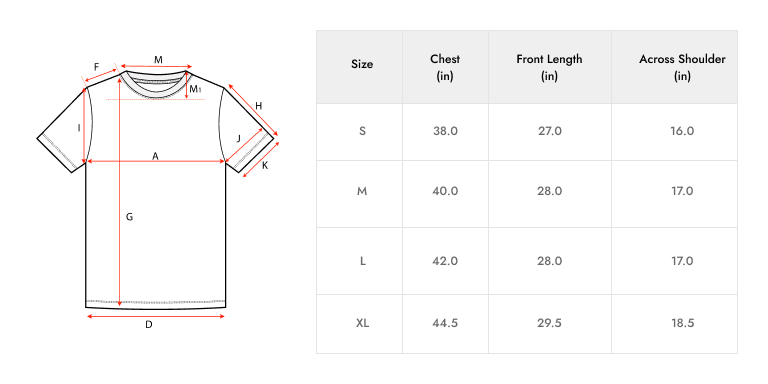 F
M
M1
H
I
J
A
K
G
D
Size Chest (in) Front Length (in) Across Shoulder (in)
S 38.0 27.0 16.0
M 40.0 28.0 17.0
L 42.0 28.0 17.0
XL 44.5 29.5 18.5